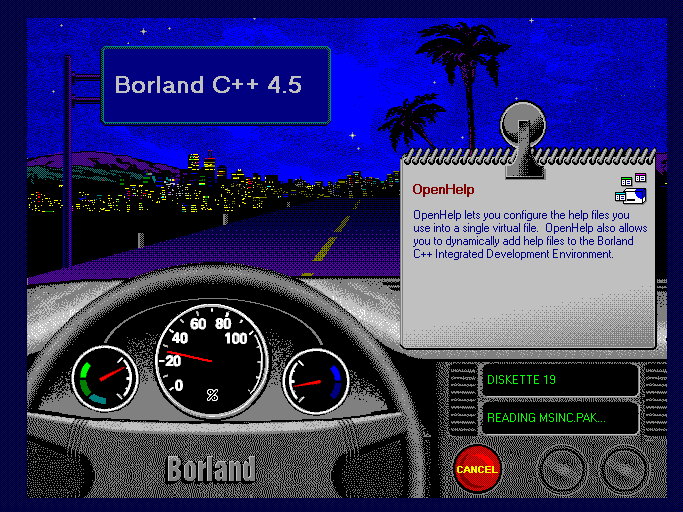 Borland C++ 4.5
OpenHelp
OpenHelp lets you configure the help files you
use into a single virtual file. OpenHelp also allows
you to dynamically add help files to the Borland
C++ Integrated Development Environment.
60 80
40 100
20
0
%
DISKETTE 19
READING MSINC.PAK...
CANCEL
Borland